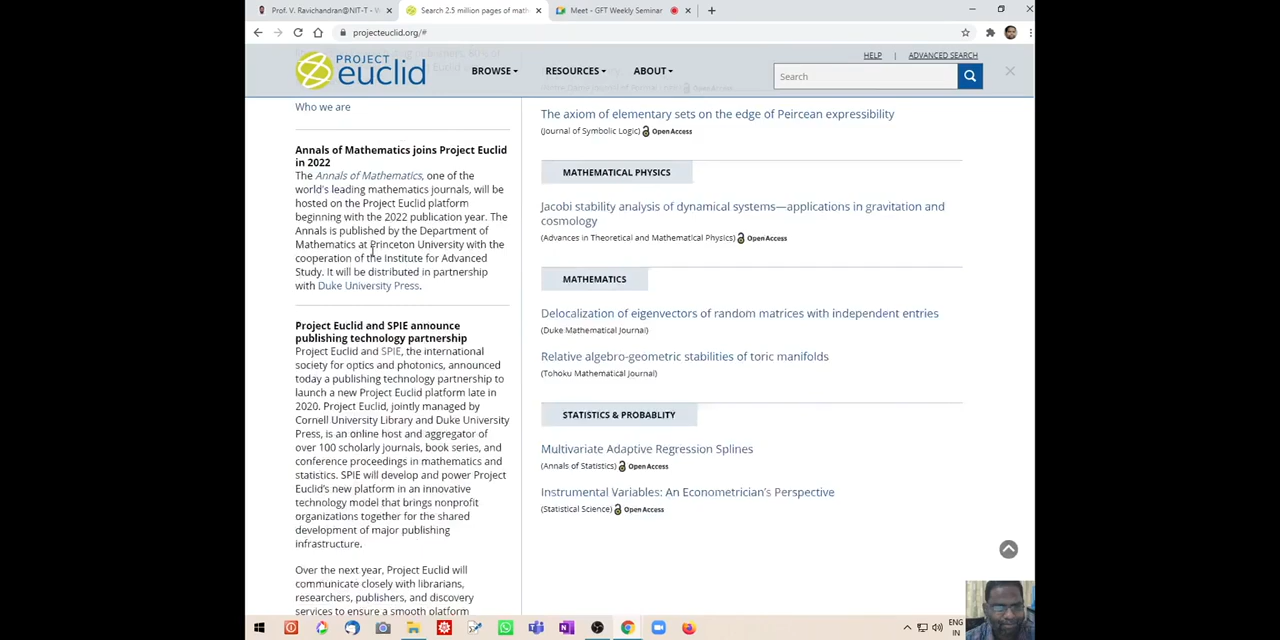 Prof. V. Ravichandran@NIT-T - W
Search 2.5 million pages of math
Meet - GFT Weekly Seminar
projecteuclid.org/#
PROJECT
euclid
BROWSE
RESOURCES
ABOUT
HELP | ADVANCED SEARCH
Search
Who we are
Annals of Mathematics joins Project Euclid
in 2022
The Annals of Mathematics, one of the
world's leading mathematics journals, will be
hosted on the Project Euclid platform
beginning with the 2022 publication year. The
Annals is published by the Department of
Mathematics at Princeton University with the
cooperation of the Institute for Advanced
Study. It will be distributed in partnership
with Duke University Press.
Project Euclid and SPIE announce
publishing technology partnership
Project Euclid and SPIE, the international
society for optics and photonics, announced
today a publishing technology partnership to
launch a new Project Euclid platform late in
2020. Project Euclid, jointly managed by
Cornell University Library and Duke University
Press, is an online host and aggregator of
over 100 scholarly journals, book series, and
conference proceedings in mathematics and
statistics. SPIE will develop and power Project
Euclid's new platform in an innovative
technology model that brings nonprofit
organizations together for the shared
development of major publishing
infrastructure.
Over the next year, Project Euclid will
communicate closely with librarians,
researchers, publishers, and discovery
services to ensure a smooth platform
The axiom of elementary sets on the edge of Peircean expressibility
(Journal of Symbolic Logic) Open Access
MATHEMATICAL PHYSICS
Jacobi stability analysis of dynamical systems—applications in gravitation and
cosmology
(Advances in Theoretical and Mathematical Physics) Open Access
MATHEMATICS
Delocalization of eigenvectors of random matrices with independent entries
(Duke Mathematical Journal)
Relative algebro-geometric stabilities of toric manifolds
(Tohoku Mathematical Journal)
STATISTICS & PROBABLITY
Multivariate Adaptive Regression Splines
(Annals of Statistics) Open Access
Instrumental Variables: An Econometrician's Perspective
(Statistical Science) Open Access
ENG
IN